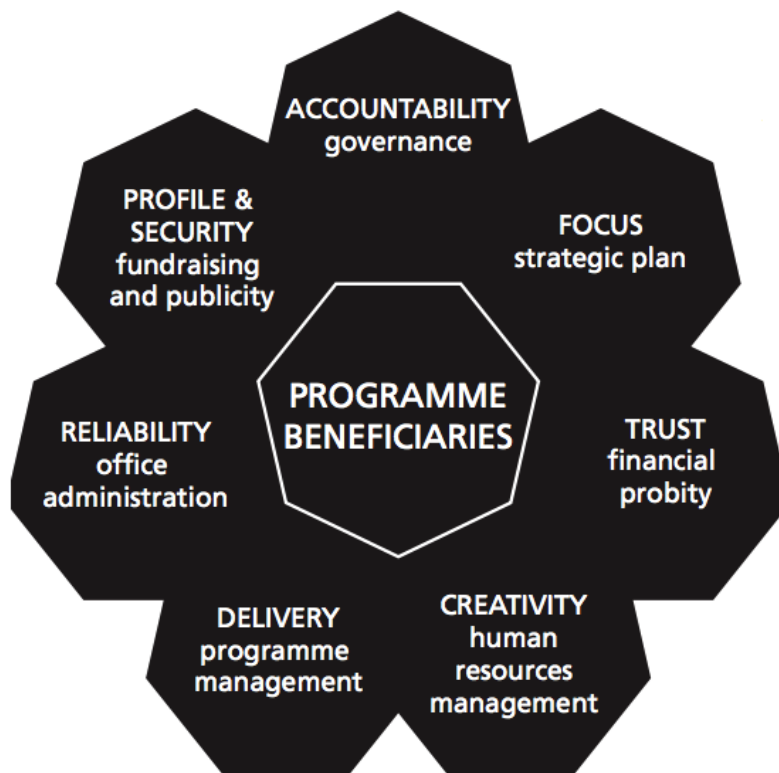 ACCOUNTABILITY
governance
PROFILE &
SECURITY
fundraising
and publicity
FOCUS
strategic plan
PROGRAMME
BENEFICIARIES
RELIABILITY
office
administration
TRUST
financial
probity
DELIVERY
programme
management
CREATIVITY
human
resources
management